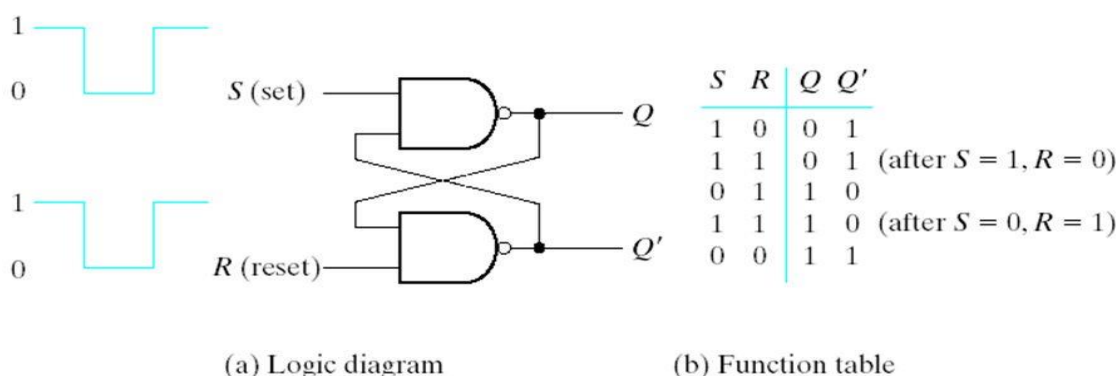 1
0
S (set)
Q
1
0
R (reset)
Q′
S R Q Q′
1 0 0 1
1 1 0 1 (after S = 1, R = 0)
0 1 1 0
1 1 1 0 (after S = 0, R = 1)
0 0 1 1
(a) Logic diagram
(b) Function table